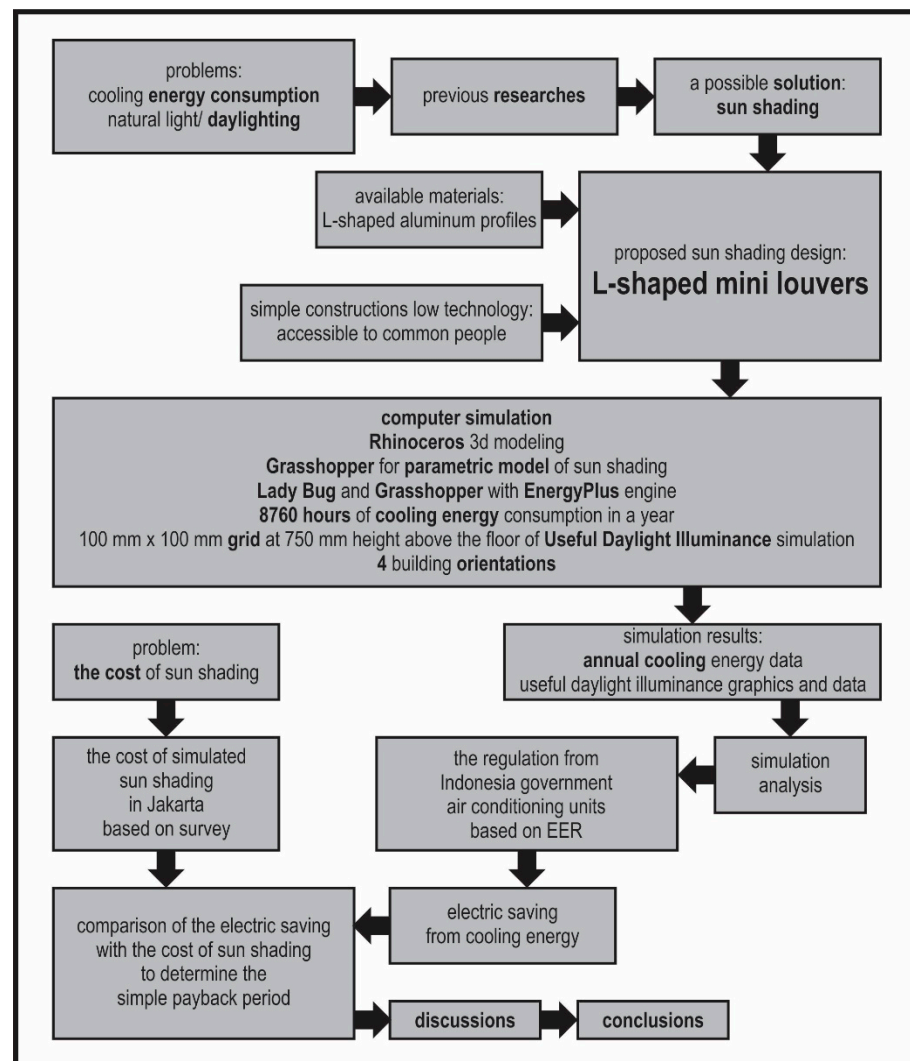 problems:
cooling energy consumption
natural light/ daylighting
previous researches
a possible solution:
sun shading
available materials:
L-shaped aluminum profiles
proposed sun shading design:
L-shaped mini louvers
simple constructions low technology:
accessible to common people
computer simulation
Rhinoceros 3d modeling
Grasshopper for parametric model of sun shading
Lady Bug and Grasshopper with EnergyPlus engine
8760 hours of cooling energy consumption in a year
100 mm x 100 mm grid at 750 mm height above the floor of Useful Daylight Illuminance simulation
4 building orientations
problem:
the cost of sun shading
simulation results:
annual cooling energy data
useful daylight illuminance graphics and data
the cost of simulated
sun shading
in Jakarta
based on survey
the regulation from
Indonesia government
air conditioning units
based on EER
simulation
analysis
comparison of the electric saving
with the cost of sun shading
to determine the
simple payback period
electric saving
from cooling energy
discussions
conclusions